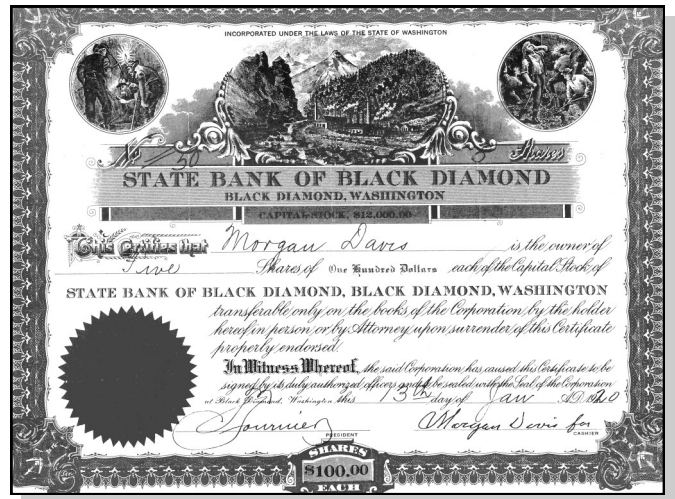 INCORPORATED UNDER THE LAWS OF THE STATE OF WASHINGTON
No. 50 5 Shares
STATE BANK OF BLACK DIAMOND
BLACK DIAMOND, WASHINGTON
CAPITAL STOCK, $12,000.00
This Certifies that Morgan Davis is the owner of
Five Shares of One Hundred Dollars each of the Capital Stock of
STATE BANK OF BLACK DIAMOND, BLACK DIAMOND, WASHINGTON
transferable only on the books of the Corporation by the holder
hereof in person or by Attorney upon surrender of this Certificate
properly endorsed.
In Witness Whereof, the said Corporation has caused this Certificate to be
signed by its duly authorized officers and to be sealed with the Seal of the Corporation
at Black Diamond, Washington this 13th day of Jan A.D. 19
Fournier Morgan Davis for
PRESIDENT CASHIER
SHARES
$100.00
EACH